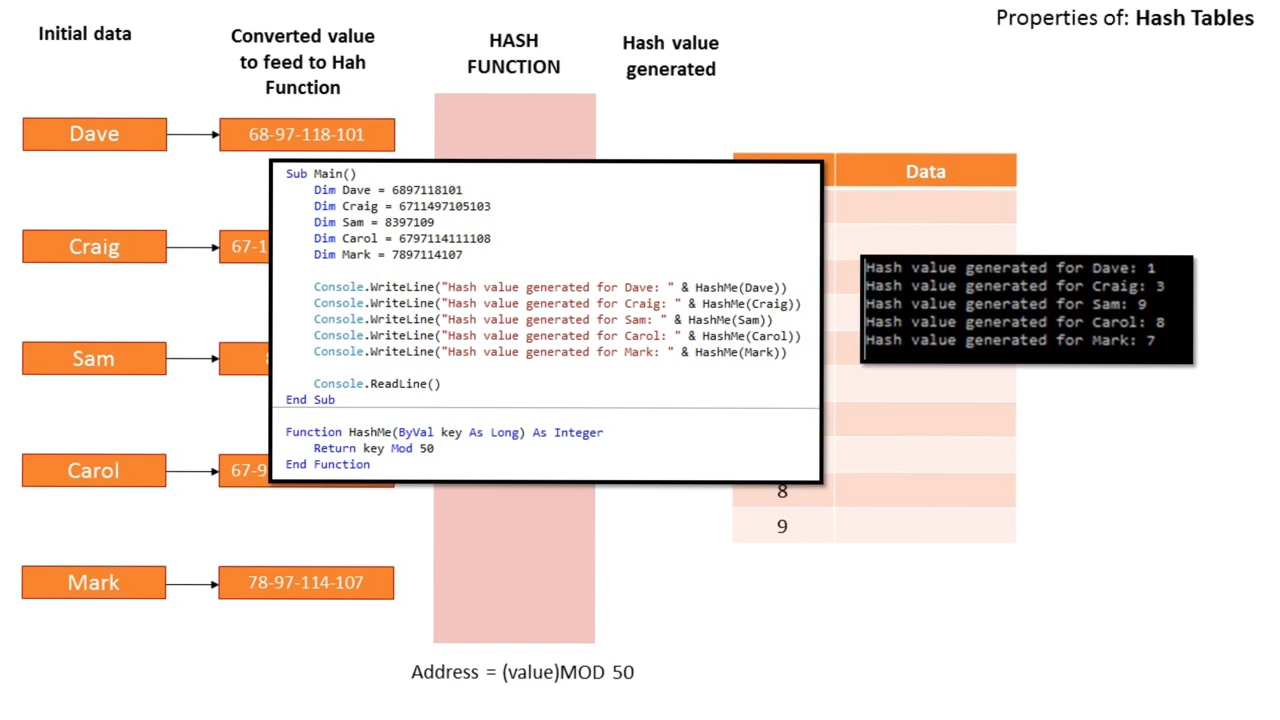 Properties of: Hash Tables
Initial data
Converted value
to feed to Hah
Function
HASH
FUNCTION
Hash value
generated
Dave
68-97-118-101
Craig
67-1
Sam
Carol
67-9
Mark
78-97-114-107
Sub Main()
Dim Dave = 6897118101
Dim Craig = 6711497105103
Dim Sam = 8397109
Dim Carol = 6797114111108
Dim Mark = 7897114107
Console.WriteLine("Hash value generated for Dave: " & HashMe(Dave))
Console.WriteLine("Hash value generated for Craig: " & HashMe(Craig))
Console.WriteLine("Hash value generated for Sam: " & HashMe(Sam))
Console.WriteLine("Hash value generated for Carol: " & HashMe(Carol))
Console.WriteLine("Hash value generated for Mark: " & HashMe(Mark))
Console.ReadLine()
End Sub
Function HashMe(ByVal key As Long) As Integer
Return key Mod 50
End Function
Data
8
9
Hash value generated for Dave: 1
Hash value generated for Craig: 3
Hash value generated for Sam: 9
Hash value generated for Carol: 8
Hash value generated for Mark: 7
Address = (value)MOD 50